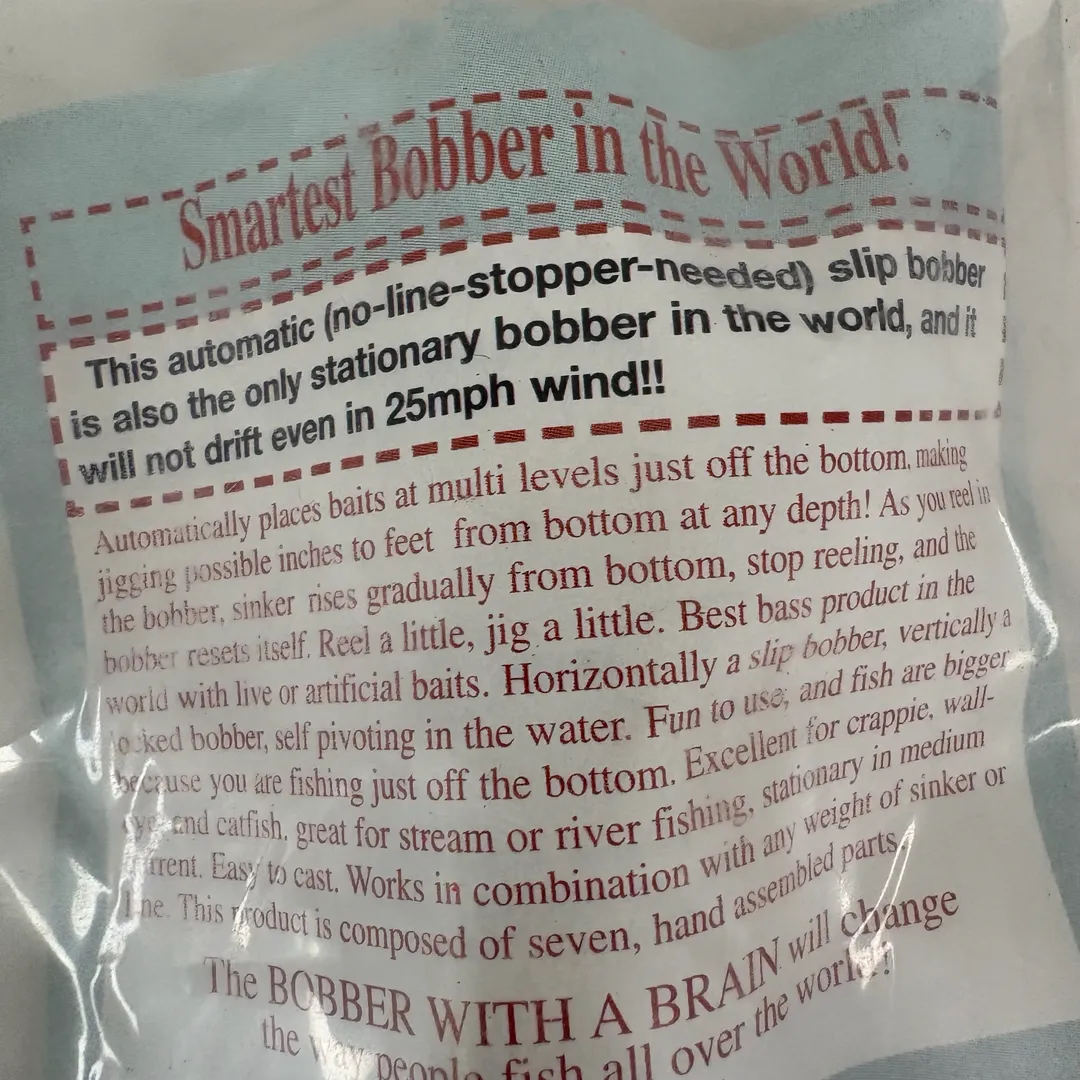 Smartest Bobber in the World!
This automatic (no-line-stopper-needed) slip bobber
is also the only stationary bobber in the world, and it
will not drift even in 25mph wind!!
Automatically places baits at multi levels just off the bottom, making
jigging possible inches to feet from bottom at any depth! As you reel in
the bobber, sinker rises gradually from bottom, stop reeling, and the
bobber resets itself. Reel a little, jig a little. Best bass product in the
world with live or artificial baits. Horizontally a slip bobber, vertically a
locked bobber, self pivoting in the water. Fun to use, and fish are bigger
because you are fishing just off the bottom. Excellent for crappie, wall-
eye and catfish, great for stream or river fishing, stationary in medium
current. Easy to cast. Works in combination with any weight of sinker or
line. This product is composed of seven, hand assembled parts.
The BOBBER WITH A BRAIN will change
the way people fish all over the world!